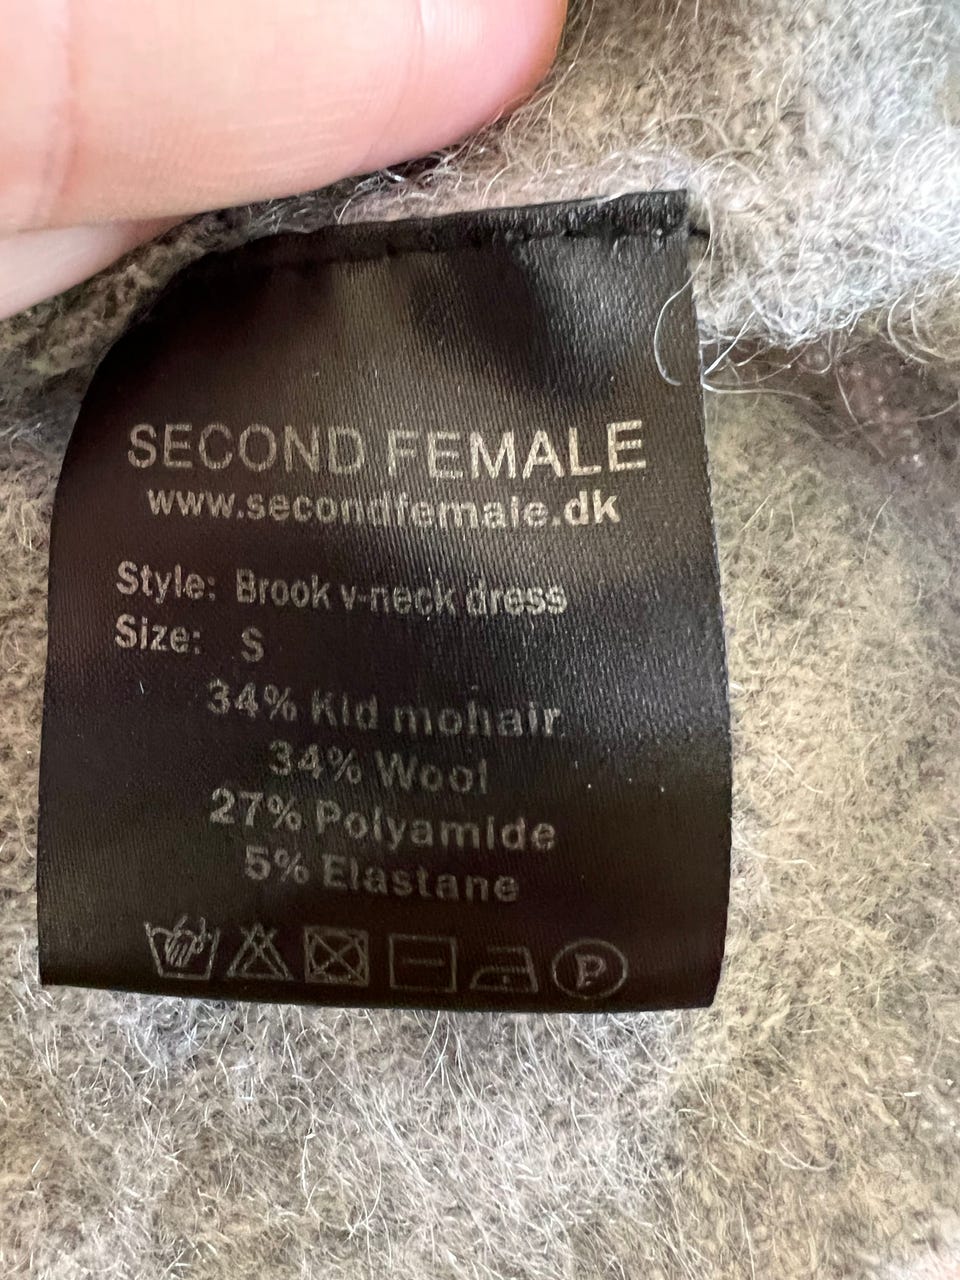 SECOND FEMALE
www.secondfemale.dk
Style: Brook v-neck dress
Size: S
34% Kid mohair
34% Wool
27% Polyamide
5% Elastane
P